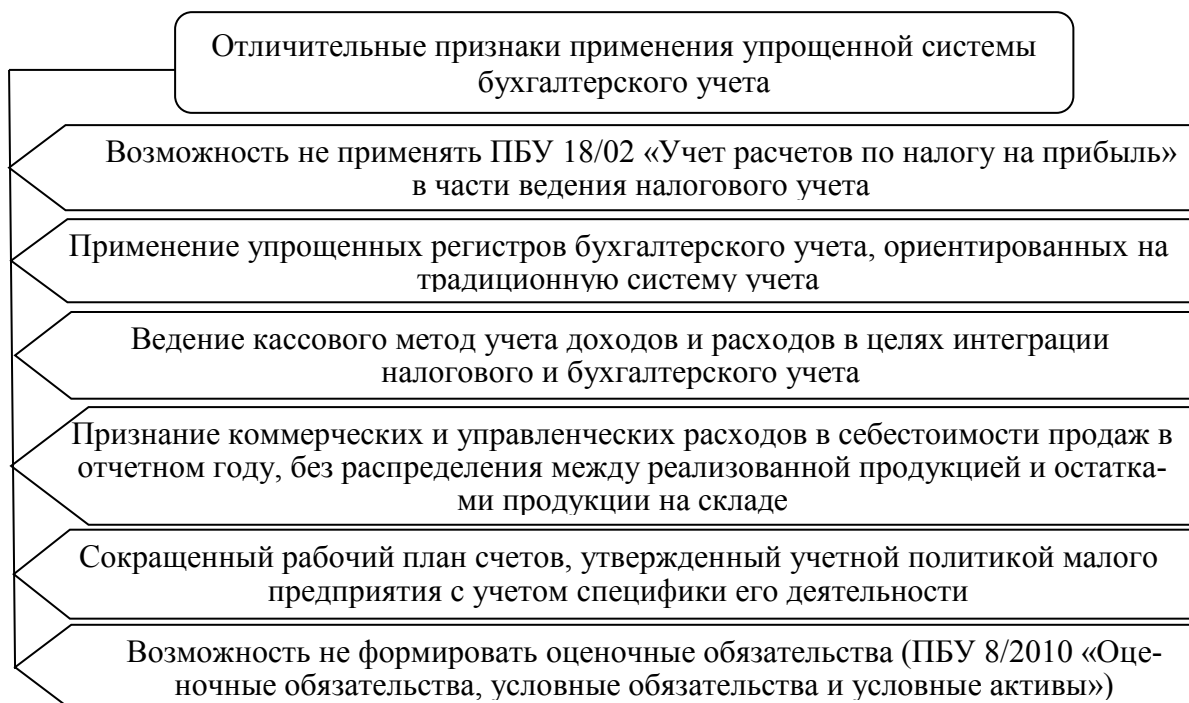 Отличительные признаки применения упрощенной системы
бухгалтерского учета
Возможность не применять ПБУ 18/02 «Учет расчетов по налогу на прибыль»
в части ведения налогового учета
Применение упрощенных регистров бухгалтерского учета, ориентированных на
традиционную систему учета
Ведение кассового метод учета доходов и расходов в целях интеграции
налогового и бухгалтерского учета
Признание коммерческих и управленческих расходов в себестоимости продаж в
отчетном году, без распределения между реализованной продукцией и остатка-
ми продукции на складе
Сокращенный рабочий план счетов, утвержденный учетной политикой малого
предприятия с учетом специфики его деятельности
Возможность не формировать оценочные обязательства (ПБУ 8/2010 «Оце-
ночные обязательства, условные обязательства и условные активы»)